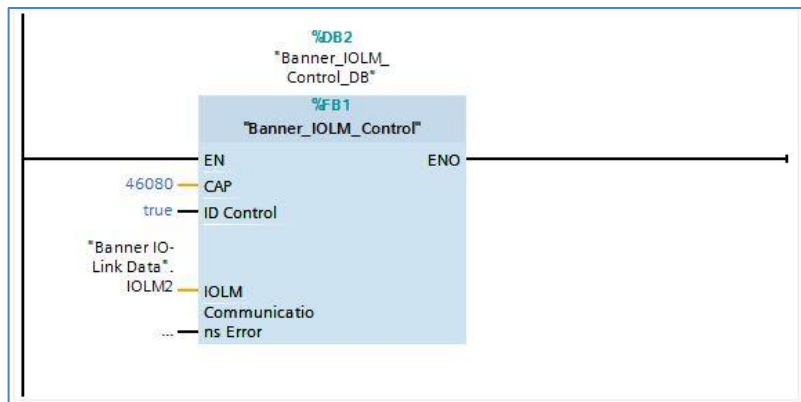 %DB2
"Banner_IOLM_
Control_DB"
%FB1
"Banner_IOLM_Control"
EN ENO
46080 CAP
true ID Control
"Banner IO-
Link Data".
IOLM2 IOLM
Communicatio
... ns Error